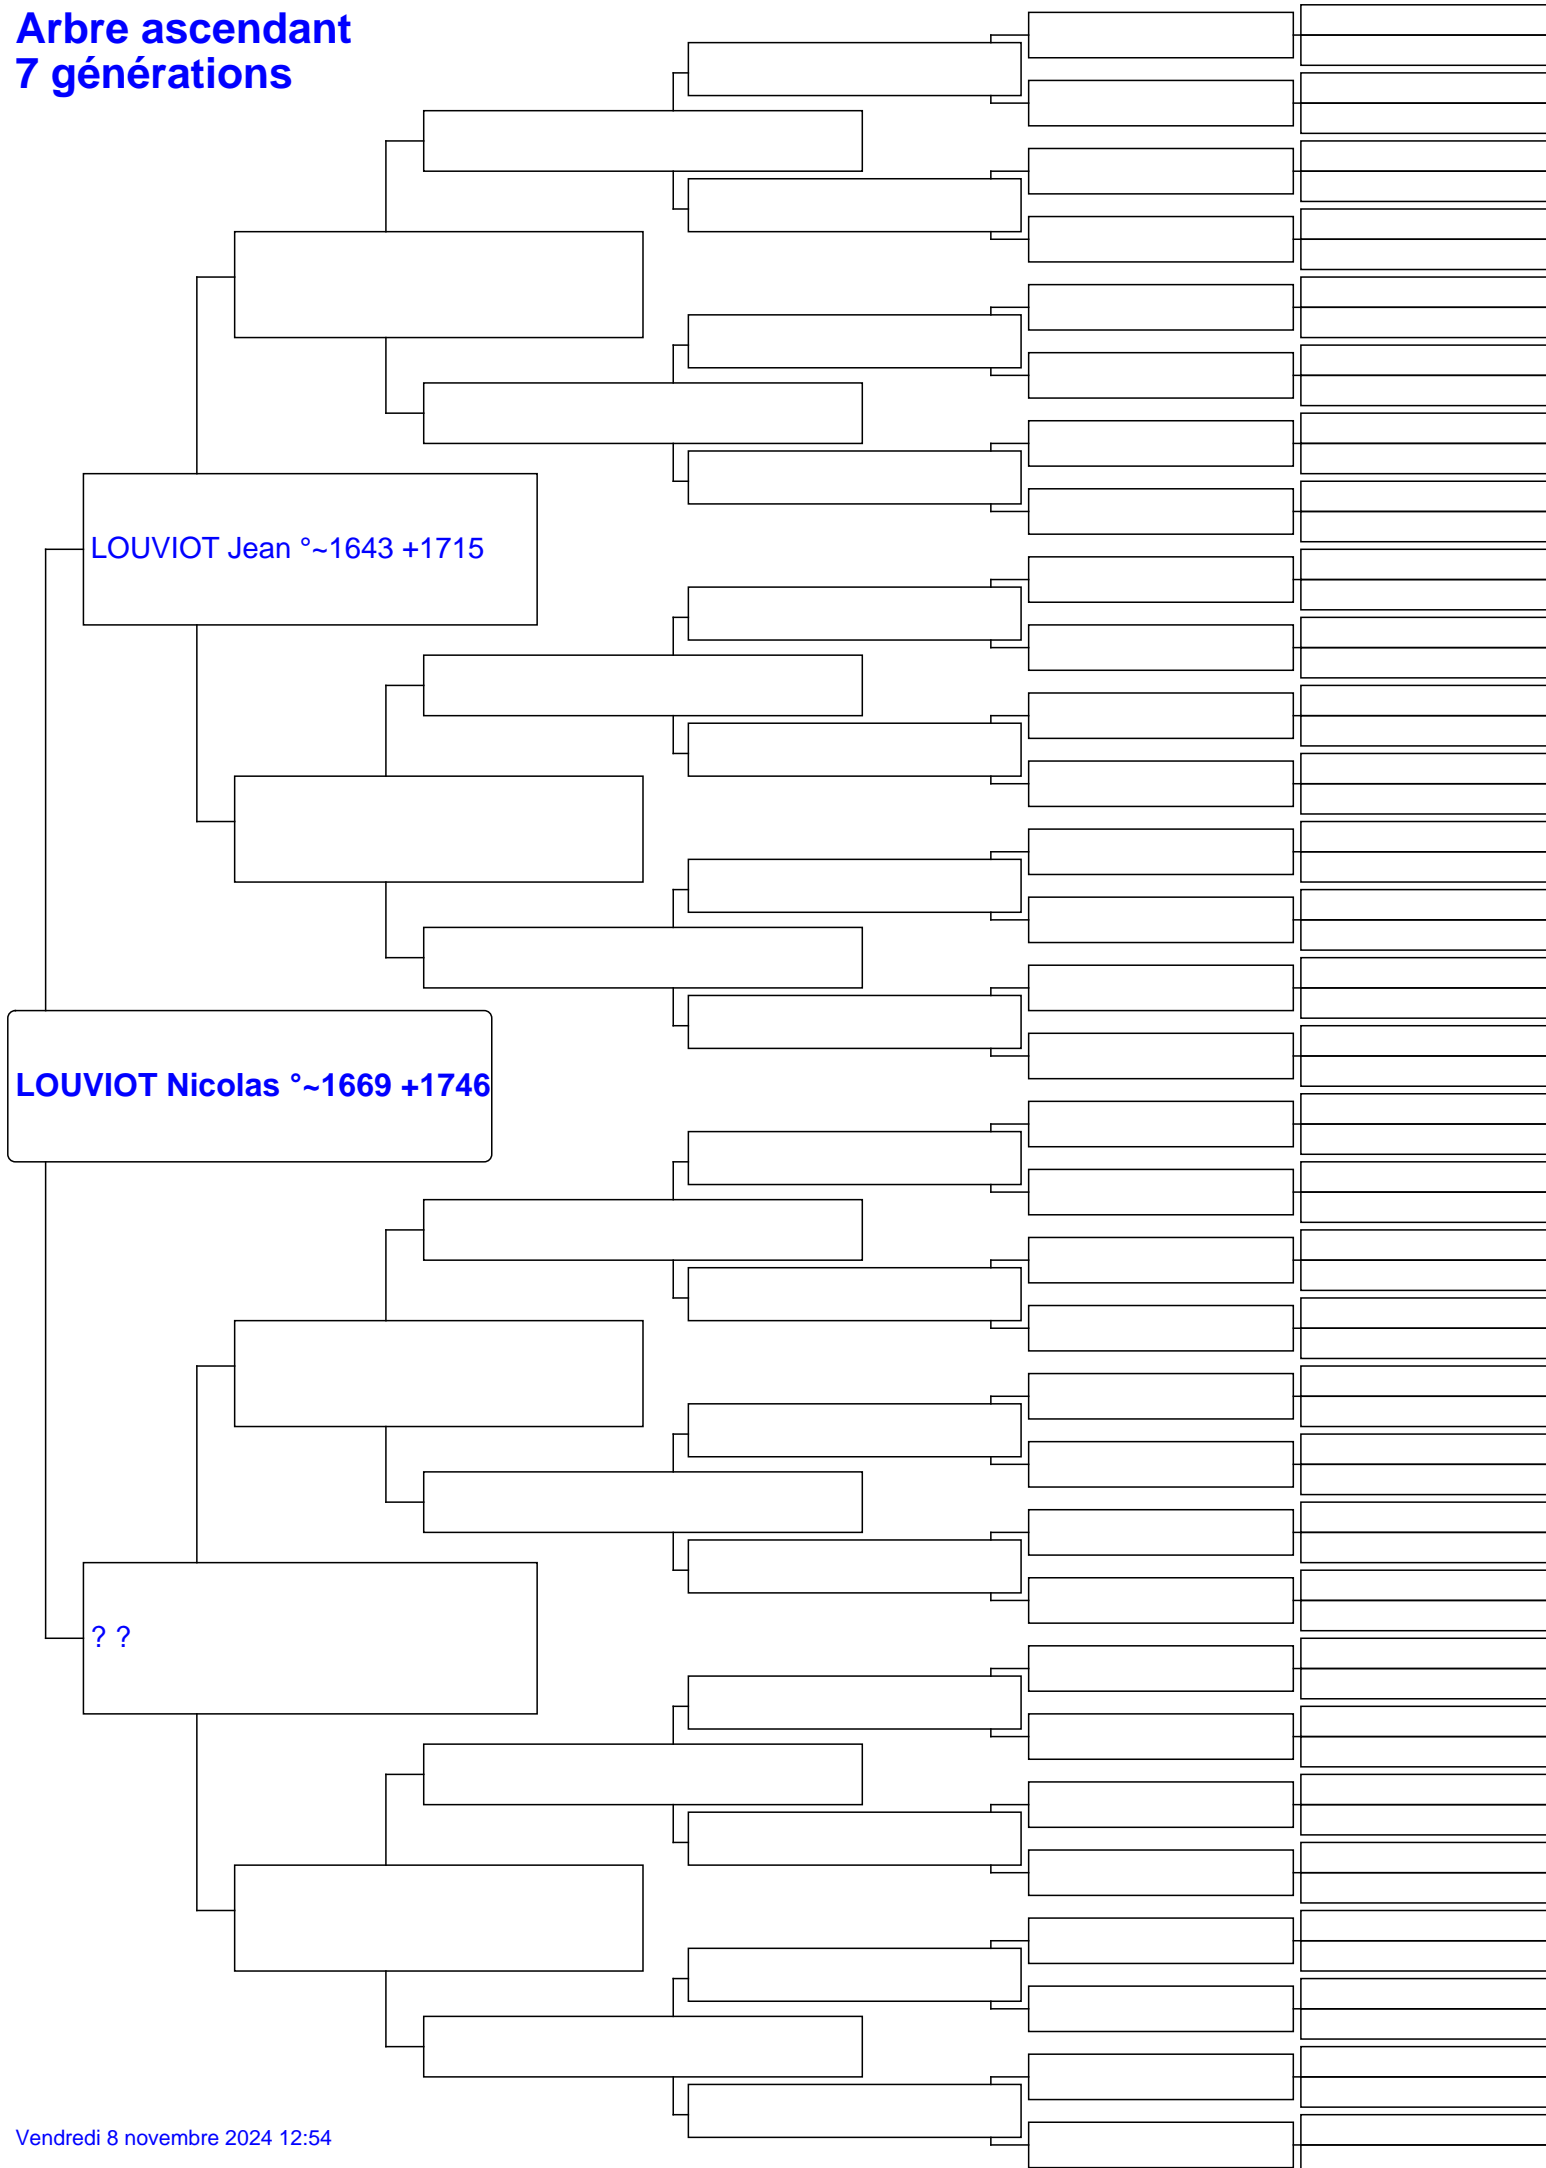 Arbre ascendant
7 générations
LOUVIOT Jean °~1643 +1715
LOUVIOT Nicolas °~1669 +1746
? ?
Vendredi 8 novembre 2024 12:54